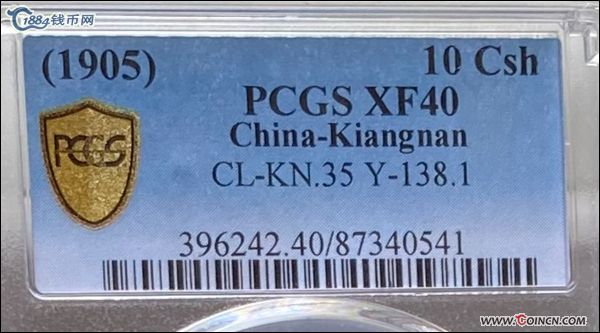 1884钱币网
(1905) 10 Csh
PCGS XF40
China-Kiangnan
PCGS
CL-KN.35 Y-138.1
396242.40/87340541
www.COINCN.com